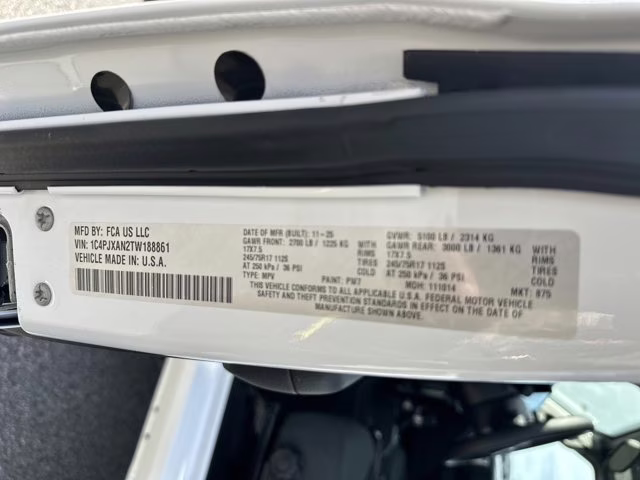 MFD BY: FCA US LLC
VIN: 1C4PJXAN2TW188861
VEHICLE MADE IN: U.S.A.
DATE OF MFR (BUILT): 11-25
GAWR FRONT: 2700 LB / 1225 KG WITH
17X7.5 RIMS
245/75R17 112S TIRES
AT 250 kPa / 36 PSI COLD
TYPE: MPV PAINT: PW7
GVWR: 5100 LB / 2314 KG
GAWR REAR: 3000 LB / 1361 KG WITH
17X7.5 RIMS
245/75R17 112S TIRES
AT 250 kPa / 36 PSI COLD
MDH: 111014 MKT: 875
THIS VEHICLE CONFORMS TO ALL APPLICABLE U.S.A. FEDERAL MOTOR VEHICLE
SAFETY AND THEFT PREVENTION STANDARDS IN EFFECT ON THE DATE OF
MANUFACTURE SHOWN ABOVE.